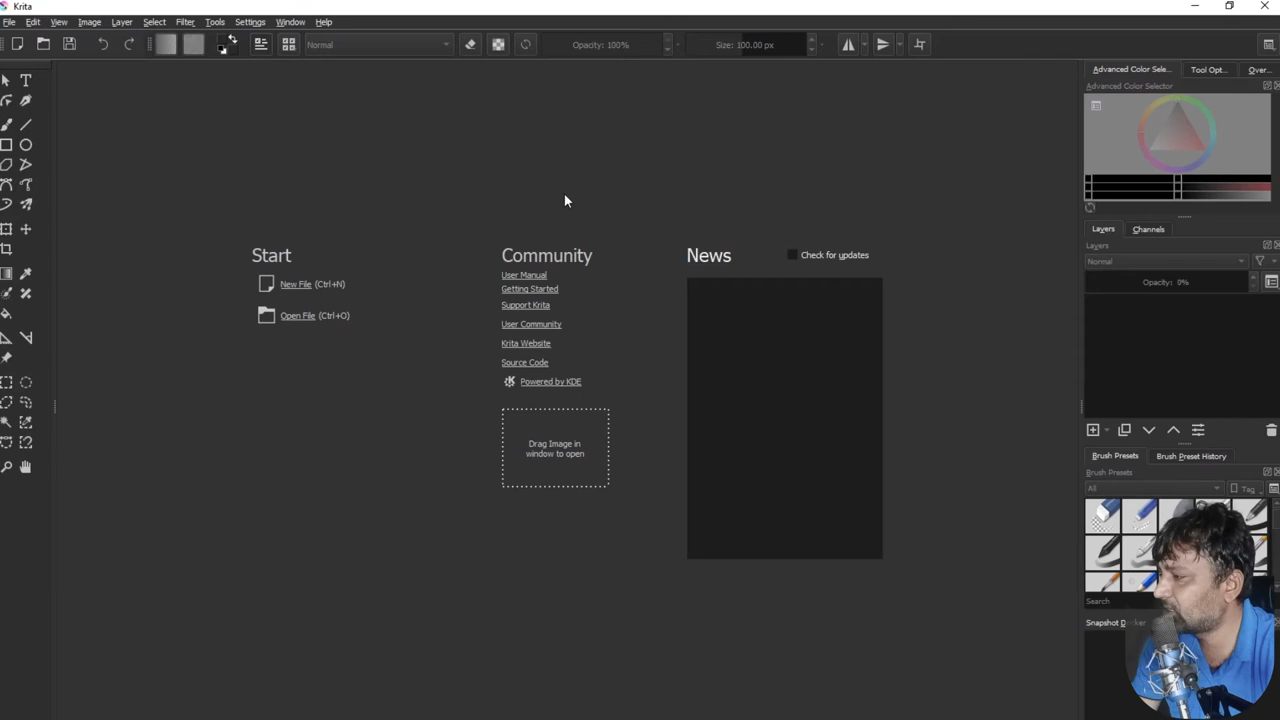 Krita
File Edit View Image Layer Select Filter Tools Settings Window Help
Normal Opacity: 100% Size: 100.00 px
Advanced Color Sele... Tool Opt... Over...
Advanced Color Selector
Layers Channels
Layers
Normal
Opacity: 0%
Start
New File (Ctrl+N)
Open File (Ctrl+O)
Community
User Manual
Getting Started
Support Krita
User Community
Krita Website
Source Code
Powered by KDE
Drag Image in
window to open
News Check for updates
Brush Presets Brush Preset History
Brush Presets
All Tag
Search
Snapshot Docker